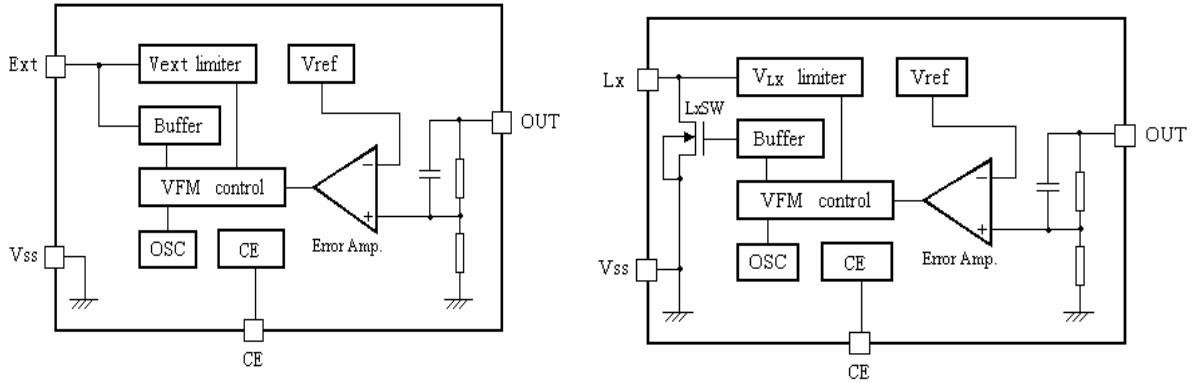 Ext
Vext limiter
Vref
Buffer
OUT
−
VFM control
+
Error Amp.
Vss
OSC
CE
CE
Lx
VLX limiter
Vref
LxSW
Buffer
OUT
−
VFM control
+
Error Amp.
Vss
OSC
CE
CE